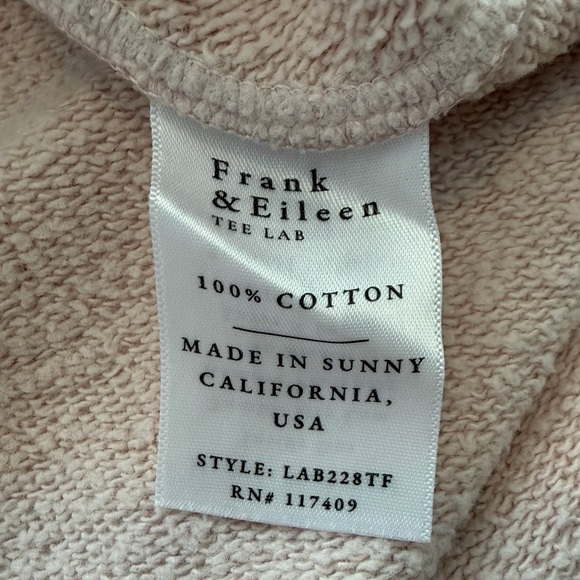 Frank
& Eileen
TEE LAB
100% COTTON
MADE IN SUNNY
CALIFORNIA,
USA
STYLE: LAB228TF
RN# 117409